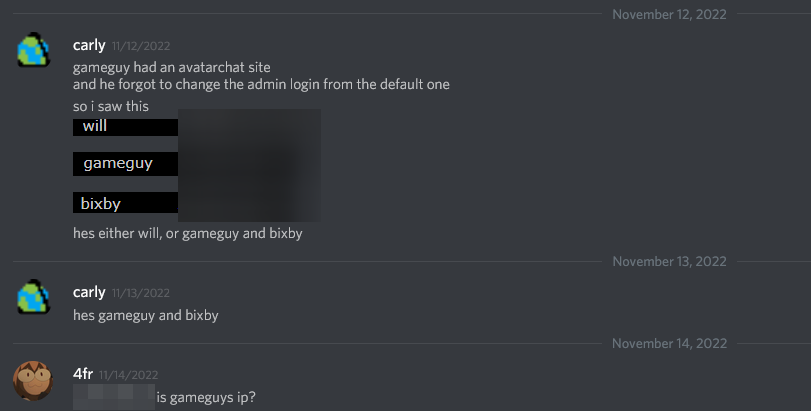 November 12, 2022
carly 11/12/2022
gameguy had an avatarchat site
and he forgot to change the admin login from the default one
so i saw this
will
gameguy
bixby
hes either will, or gameguy and bixby
November 13, 2022
carly 11/13/2022
hes gameguy and bixby
November 14, 2022
4fr 11/14/2022
is gameguys ip?